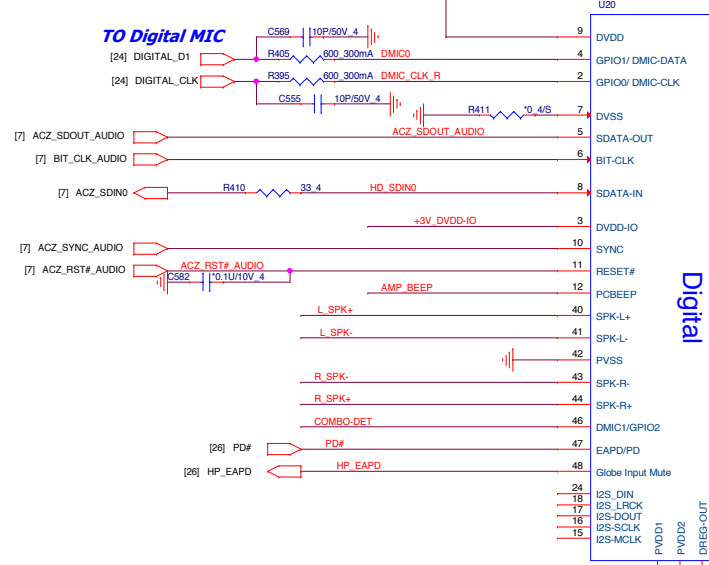 U20
TO Digital MIC
C569 10P/50V_4
9 DVDD
[24] DIGITAL_D1 R405 600_300mA DMIC0 4 GPIO1/ DMIC-DATA
[24] DIGITAL_CLK R395 600_300mA DMIC_CLK_R 2 GPIO0/ DMIC-CLK
C555 10P/50V_4
R411 *0_4/S 7 DVSS
[7] ACZ_SDOUT_AUDIO ACZ_SDOUT_AUDIO 5 SDATA-OUT
[7] BIT_CLK_AUDIO 6 BIT-CLK
[7] ACZ_SDIN0 R410 33_4 HD_SDIN0 8 SDATA-IN
+3V_DVDD-IO 3 DVDD-IO
[7] ACZ_SYNC_AUDIO 10 SYNC
[7] ACZ_RST#_AUDIO ACZ_RST#_AUDIO 11 RESET#
C582 *0.1U/10V_4
AMP_BEEP 12 PCBEEP
Digital
L_SPK+ 40 SPK-L+
L_SPK- 41 SPK-L-
42 PVSS
R_SPK- 43 SPK-R-
R_SPK+ 44 SPK-R+
COMBO-DET 46 DMIC1/GPIO2
[26] PD# PD# 47 EAPD/PD
[26] HP_EAPD HP_EAPD 48 Globe Input Mute
24 I2S_DIN
18 I2S_LRCK
17 I2S-DOUT
16 I2S-SCLK
15 I2S-MCLK
PVDD1
PVDD2
DREG-OUT